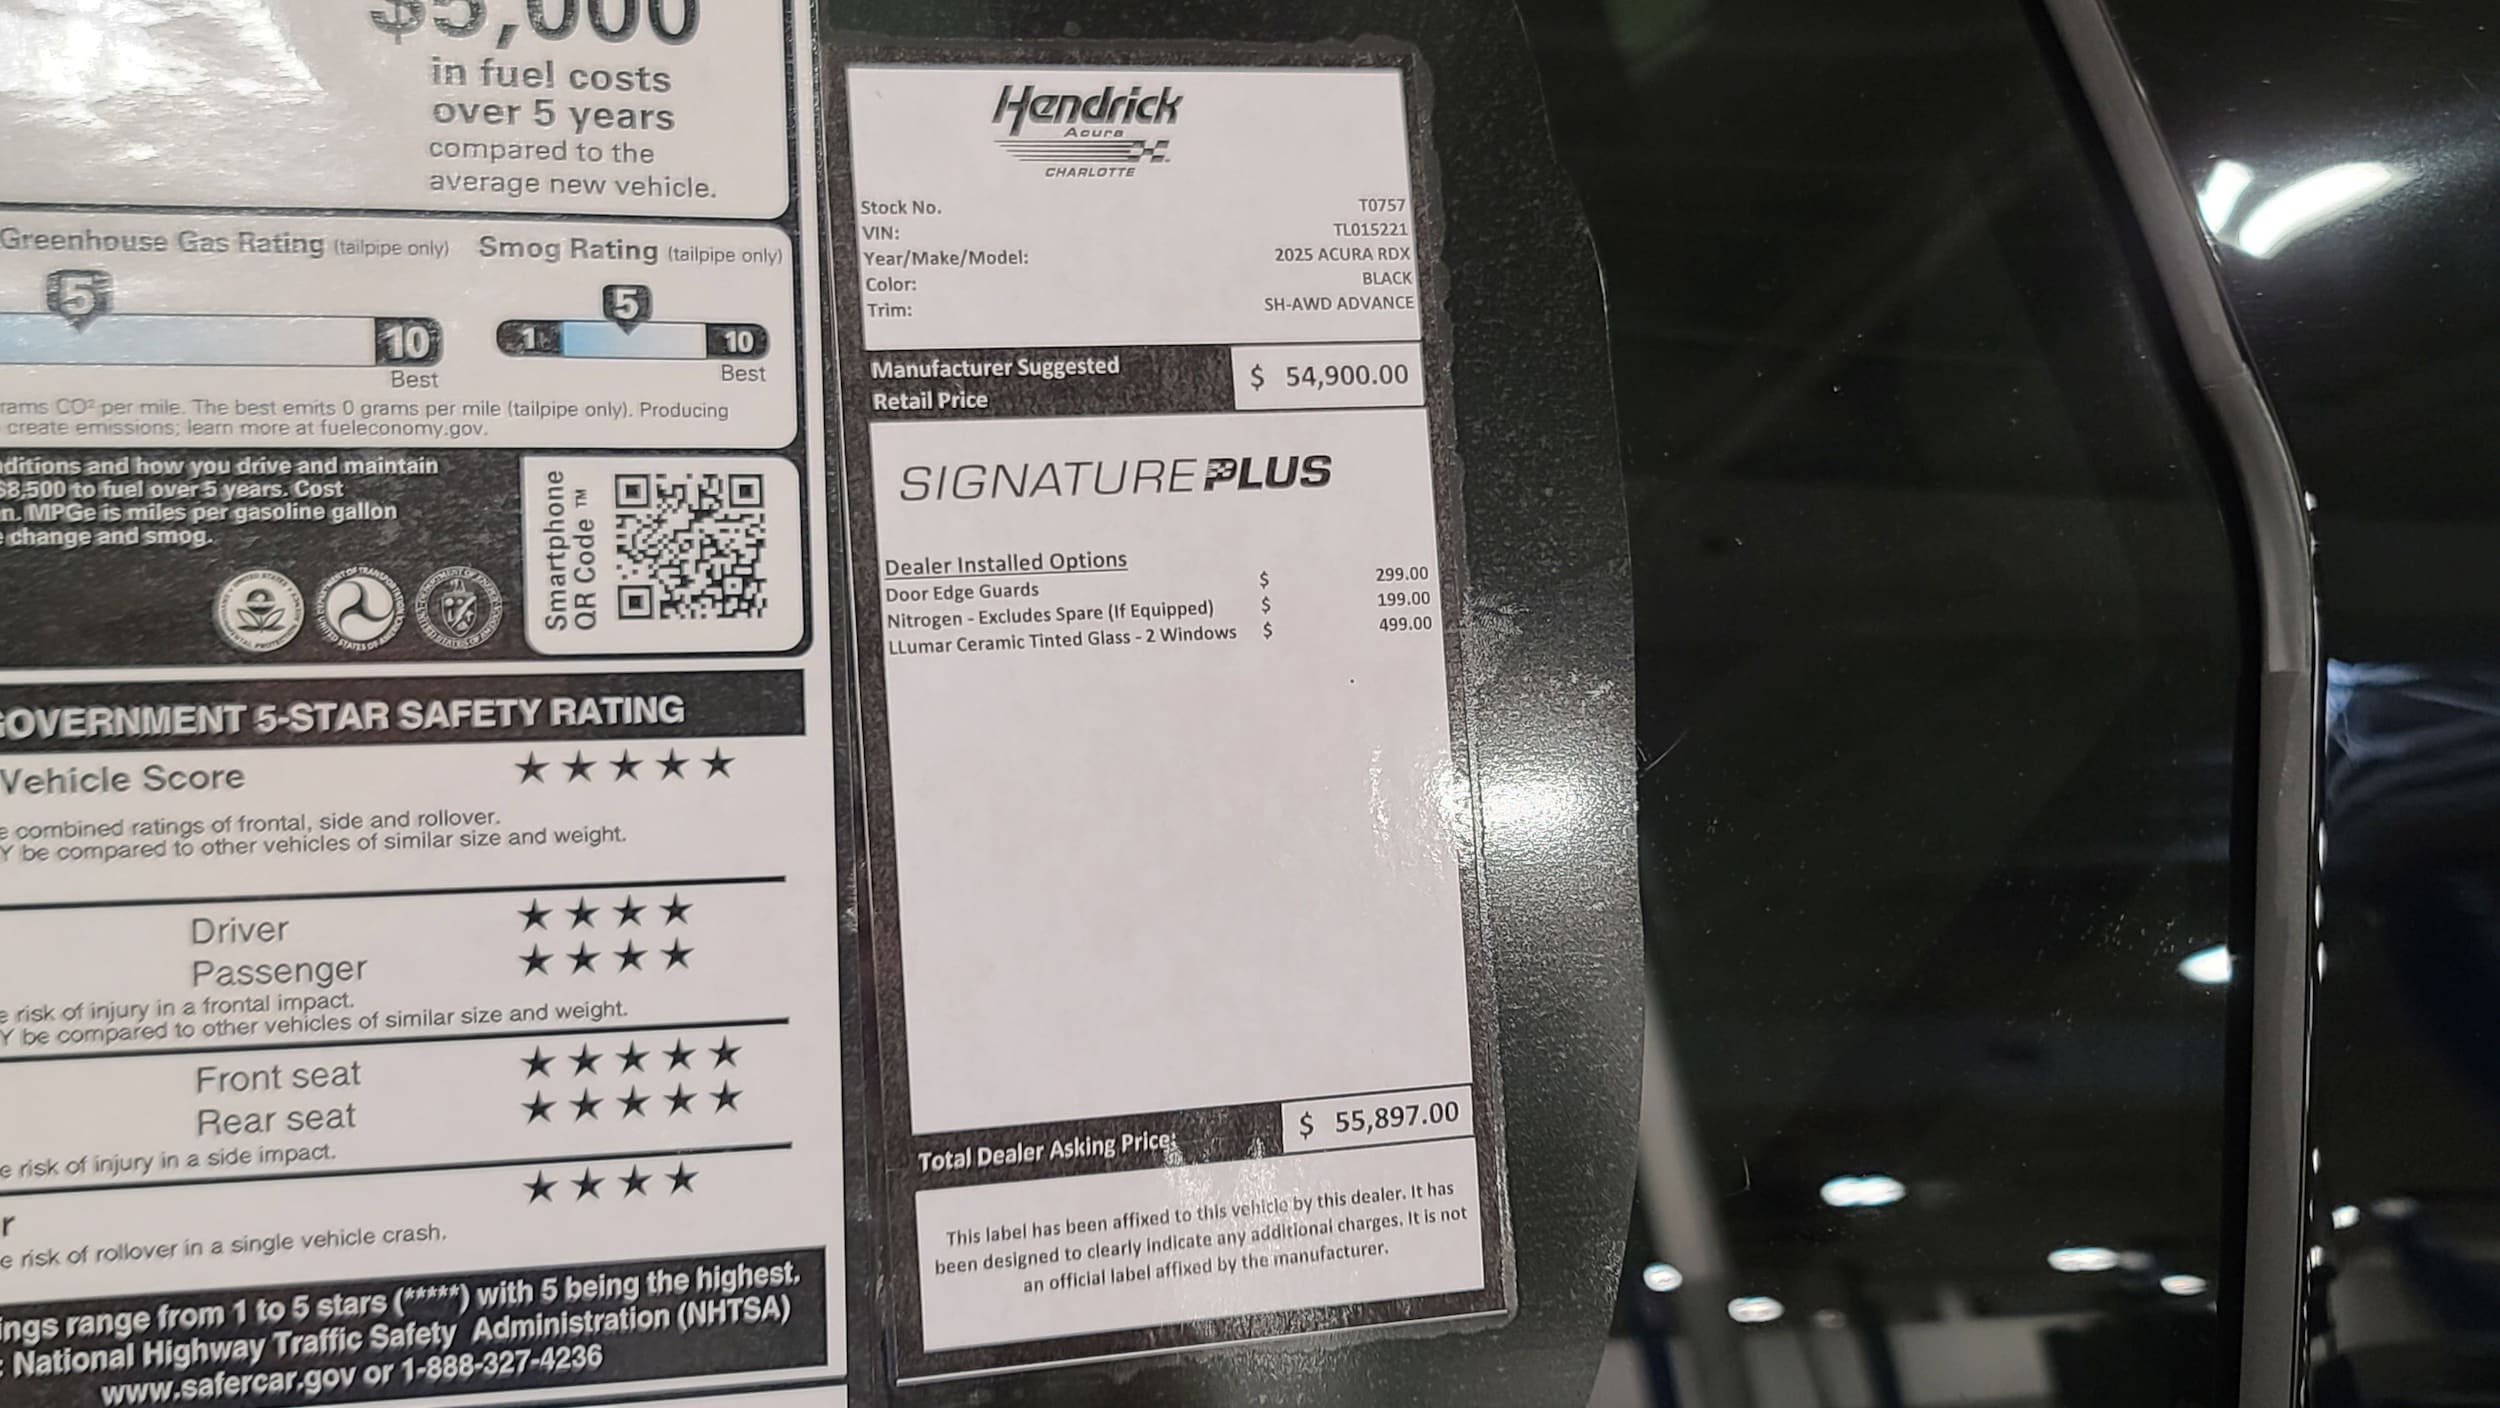 $5,000
in fuel costs
over 5 years
compared to the
average new vehicle.
Greenhouse Gas Rating (tailpipe only)
Smog Rating (tailpipe only)
5
10
Best
5
1
10
Best
CO² per mile. The best emits 0 grams per mile (tailpipe only). Producing
create emissions; learn more at fueleconomy.gov.
and how you drive and maintain
$8,500 to fuel over 5 years. Cost
MPGe is miles per gasoline gallon
change and smog.
Smartphone
QR Code™
GOVERNMENT 5-STAR SAFETY RATING
Vehicle Score ★★★★★
combined ratings of frontal, side and rollover.
be compared to other vehicles of similar size and weight.
Driver ★★★★
Passenger ★★★★
risk of injury in a frontal impact.
be compared to other vehicles of similar size and weight.
Front seat ★★★★★
Rear seat ★★★★★
risk of injury in a side impact.
★★★★
risk of rollover in a single vehicle crash.
range from 1 to 5 stars (*****) with 5 being the highest.
National Highway Traffic Safety Administration (NHTSA)
www.safercar.gov or 1-888-327-4236
Hendrick
Acura
CHARLOTTE
Stock No. T0757
VIN: TL015221
Year/Make/Model: 2025 ACURA RDX
Color: BLACK
Trim: SH-AWD ADVANCE
Manufacturer Suggested
Retail Price $ 54,900.00
SIGNATURE PLUS
Dealer Installed Options
Door Edge Guards $ 299.00
Nitrogen - Excludes Spare (If Equipped) $ 199.00
LLumar Ceramic Tinted Glass - 2 Windows $ 499.00
Total Dealer Asking Price: $ 55,897.00
This label has been affixed to this vehicle by this dealer. It has
been designed to clearly indicate any additional charges. It is not
an official label affixed by the manufacturer.